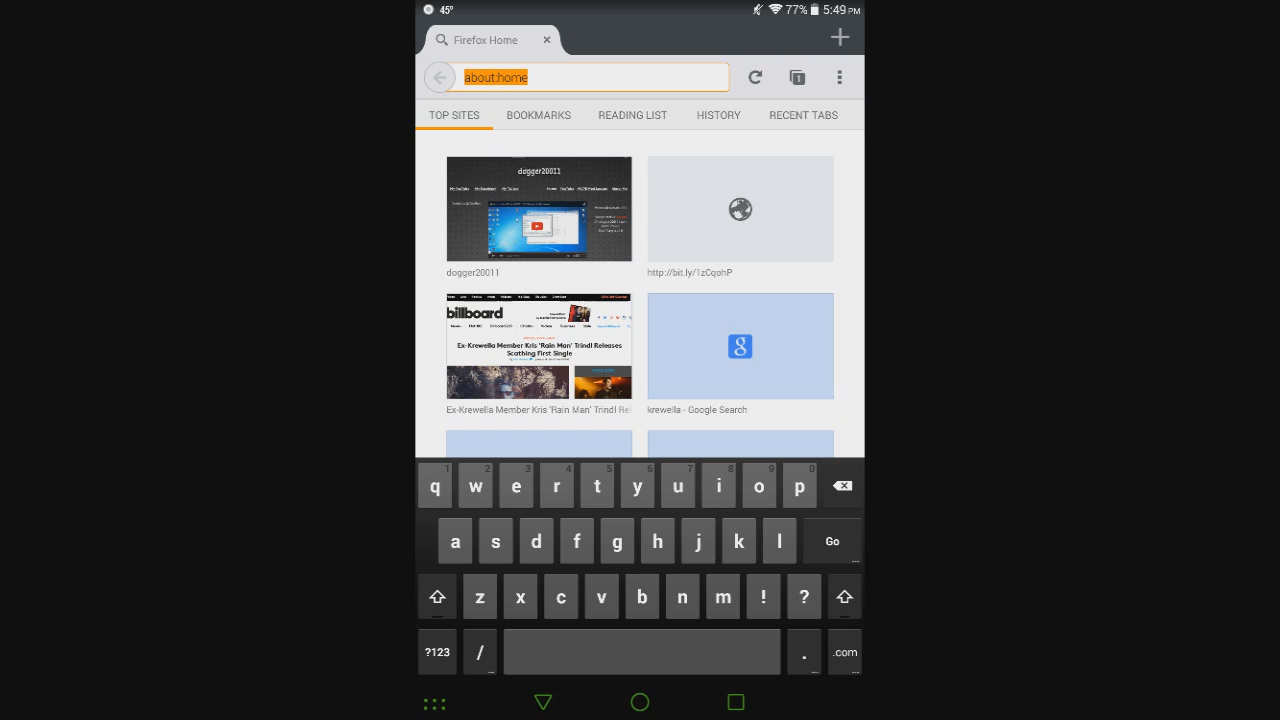 45°
77% 5:49 PM
Firefox Home
about:home
1
TOP SITES BOOKMARKS READING LIST HISTORY RECENT TABS
dogger20011
dogger20011
http://bit.ly/1zCqohP
billboard
Ex-Krewella Member Kris 'Rain Man' Trindl Releases
Scathing First Single
g
Ex-Krewella Member Kris 'Rain Man' Trindl Re
krewella - Google Search
1 2 3 4 5 6 7 8 9 0
q w e r t y u i o p
a s d f g h j k l Go
...
z x c v b n m ! ?
?123 / . .com
... ... ...